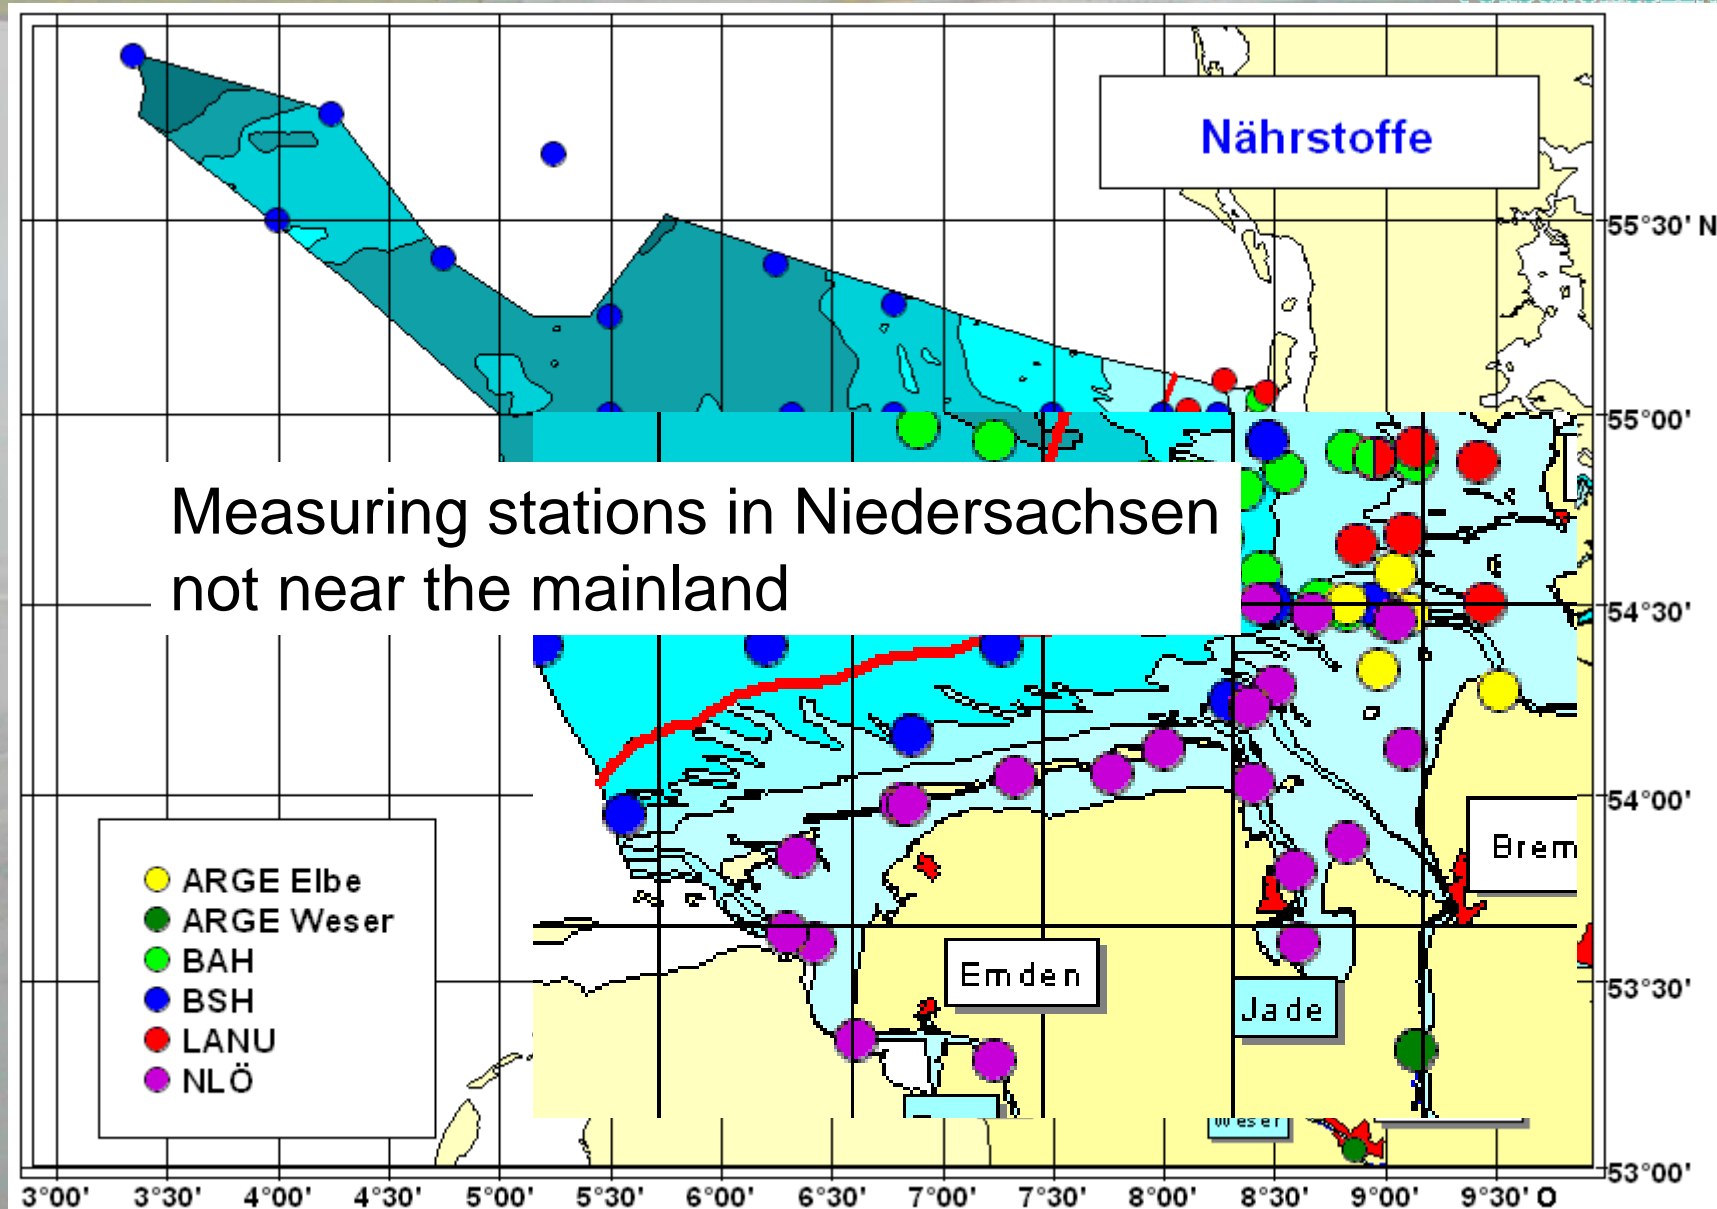 Nährstoffe
55°30' N
55°00'
Measuring stations in Niedersachsen
not near the mainland
54°30'
54°00'
Brem
ARGE Elbe
ARGE Weser
BAH
BSH
LANU
NLÖ
Emden
Jade
53°30'
Weser
53°00'
3°00' 3°30' 4°00' 4°30' 5°00' 5°30' 6°00' 6°30' 7°00' 7°30' 8°00' 8°30' 9°00' 9°30' O